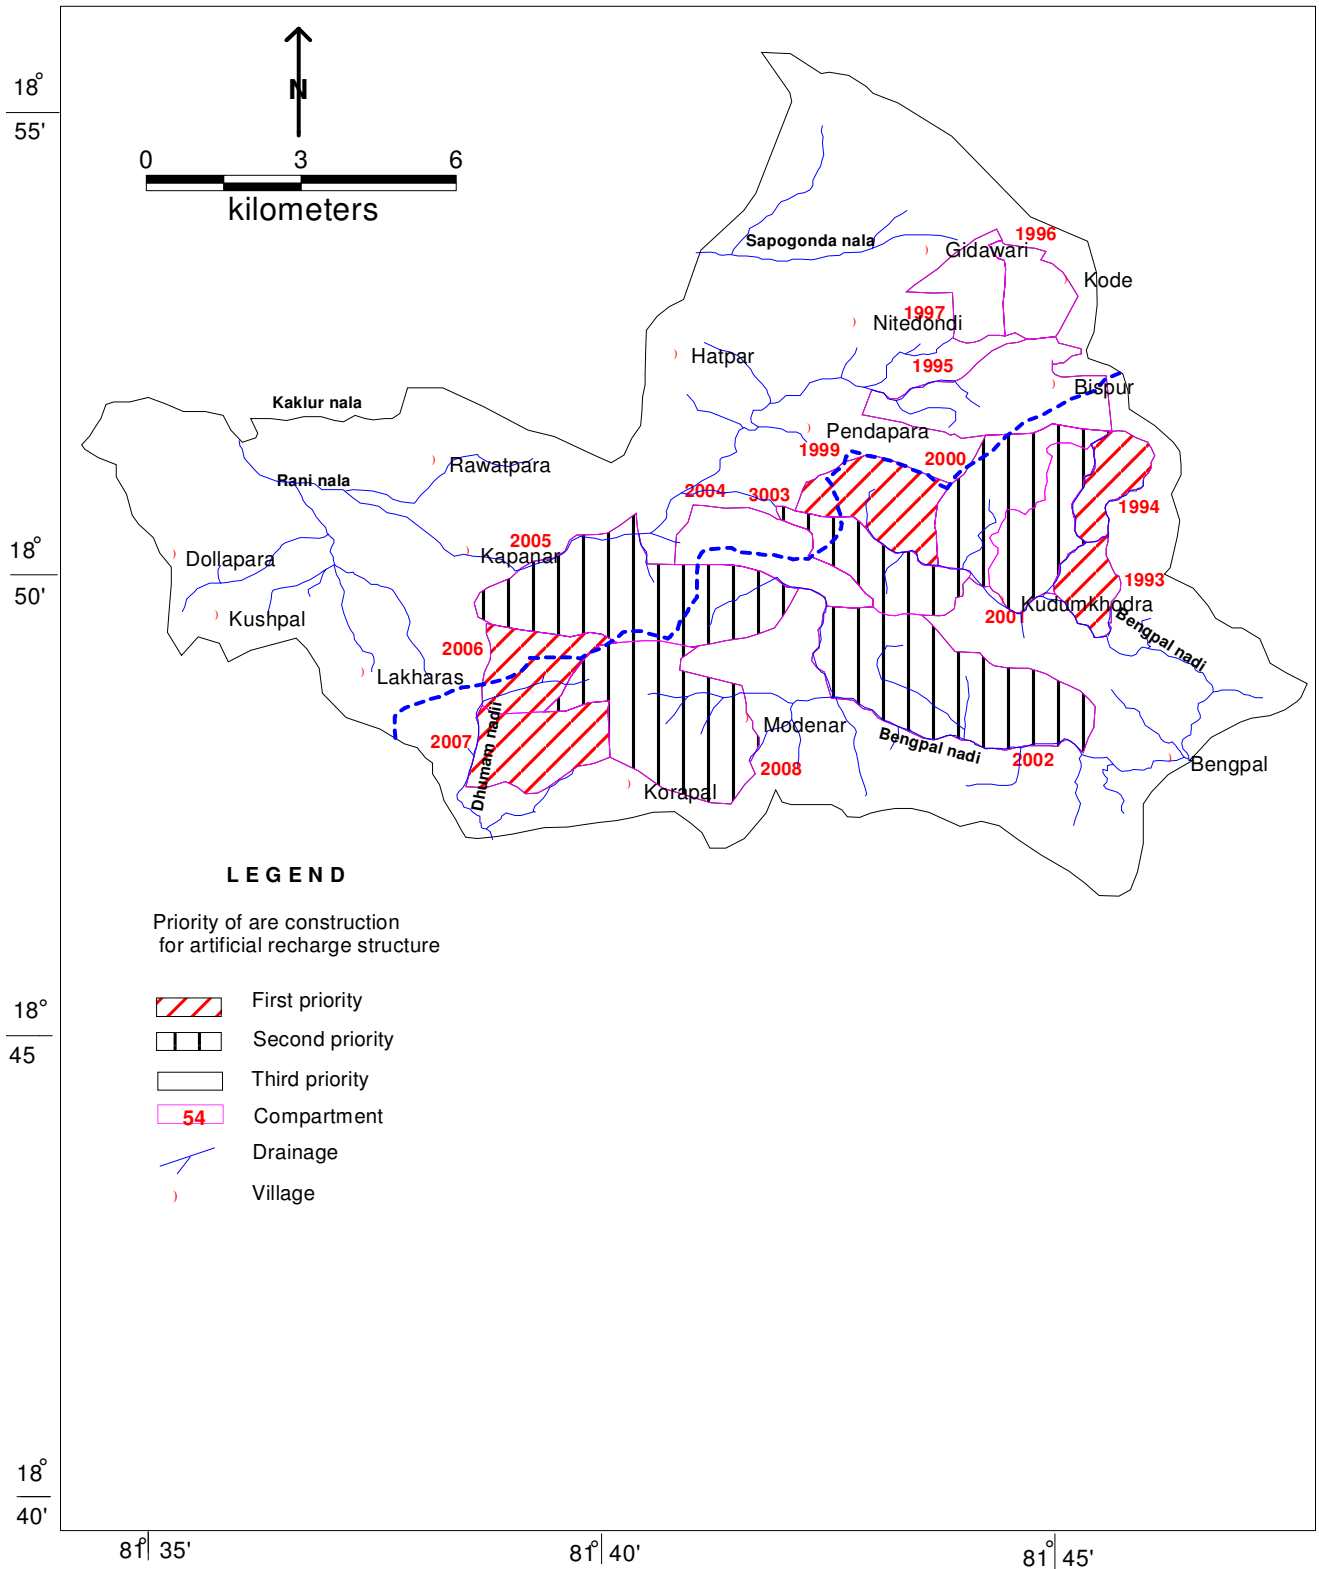 18°
55'
N
0 3 6
kilometers
Sapogonda nala
1996
Gidawari
Kode
1997
Nitedondi
Hatpar
1995
Bispur
Kaklur nala
Pendapara
1999
2000
Rawatpara
Rani nala
2004
3003
1994
18°
50'
2005
Kapanar
Dollapara
1993
Kushpal
2001
Kudumkhodra
Bengpal nadi
2006
Lakharas
Dhumam nadii
2007
Modenar
Bengpal nadi
2002
2008
Bengpal
Korapal
LEGEND
Priority of are construction
for artificial recharge structure
First priority
Second priority
Third priority
54 Compartment
Drainage
Village
18°
45
18°
40'
81° 35'
81° 40'
81° 45'